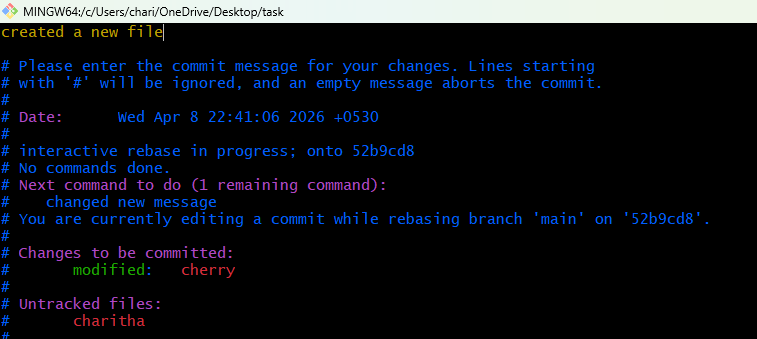 MINGW64:/c/Users/chari/OneDrive/Desktop/task
created a new file
# Please enter the commit message for your changes. Lines starting
# with '#' will be ignored, and an empty message aborts the commit.
#
# Date:      Wed Apr 8 22:41:06 2026 +0530
#
# interactive rebase in progress; onto 52b9cd8
# No commands done.
# Next command to do (1 remaining command):
#    changed new message
# You are currently editing a commit while rebasing branch 'main' on '52b9cd8'.
#
# Changes to be committed:
#       modified:   cherry
#
# Untracked files:
#       charitha
#